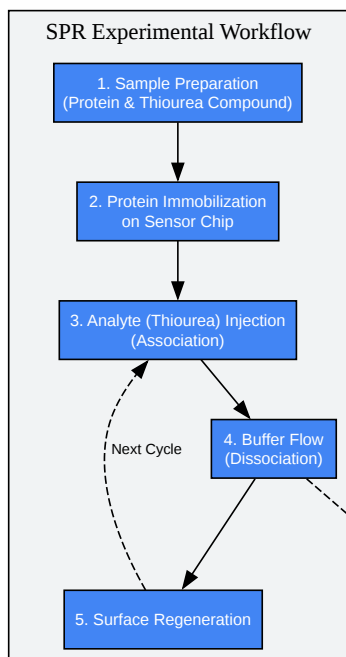 SPR Experimental Workflow
1. Sample Preparation
(Protein & Thiourea Compound)
2. Protein Immobilization
on Sensor Chip
3. Analyte (Thiourea) Injection
(Association)
4. Buffer Flow
(Dissociation)
Next Cycle
5. Surface Regeneration